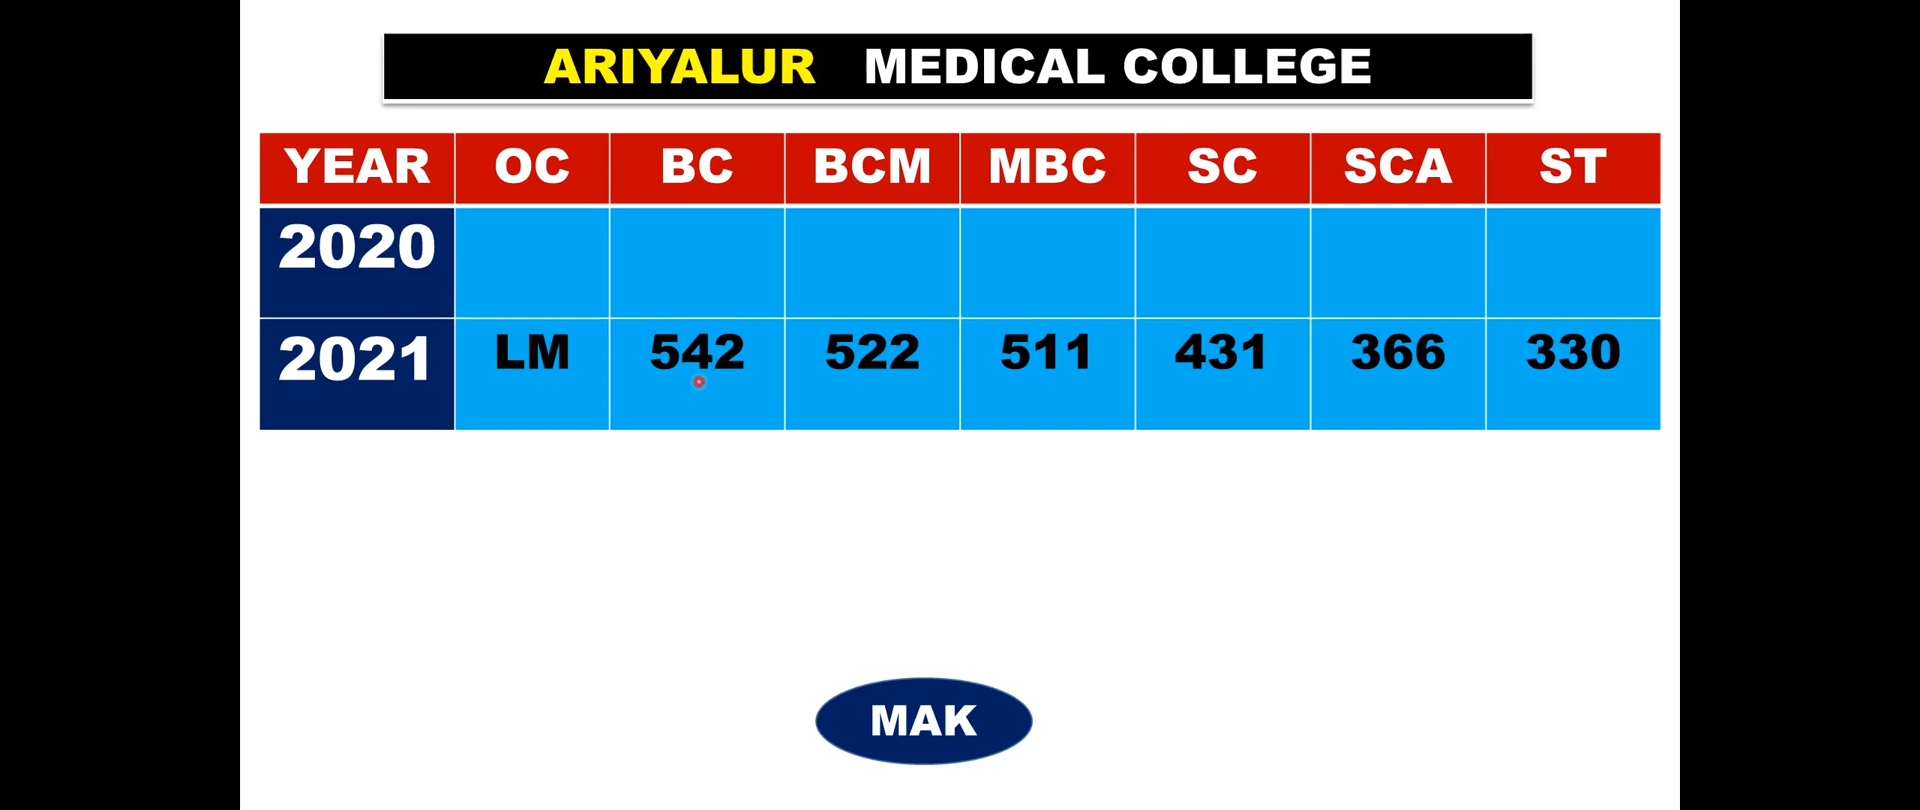 ARIYALUR MEDICAL COLLEGE
YEAR OC BC BCM MBC SC SCA ST
2020
2021 LM 542 522 511 431 366 330
MAK